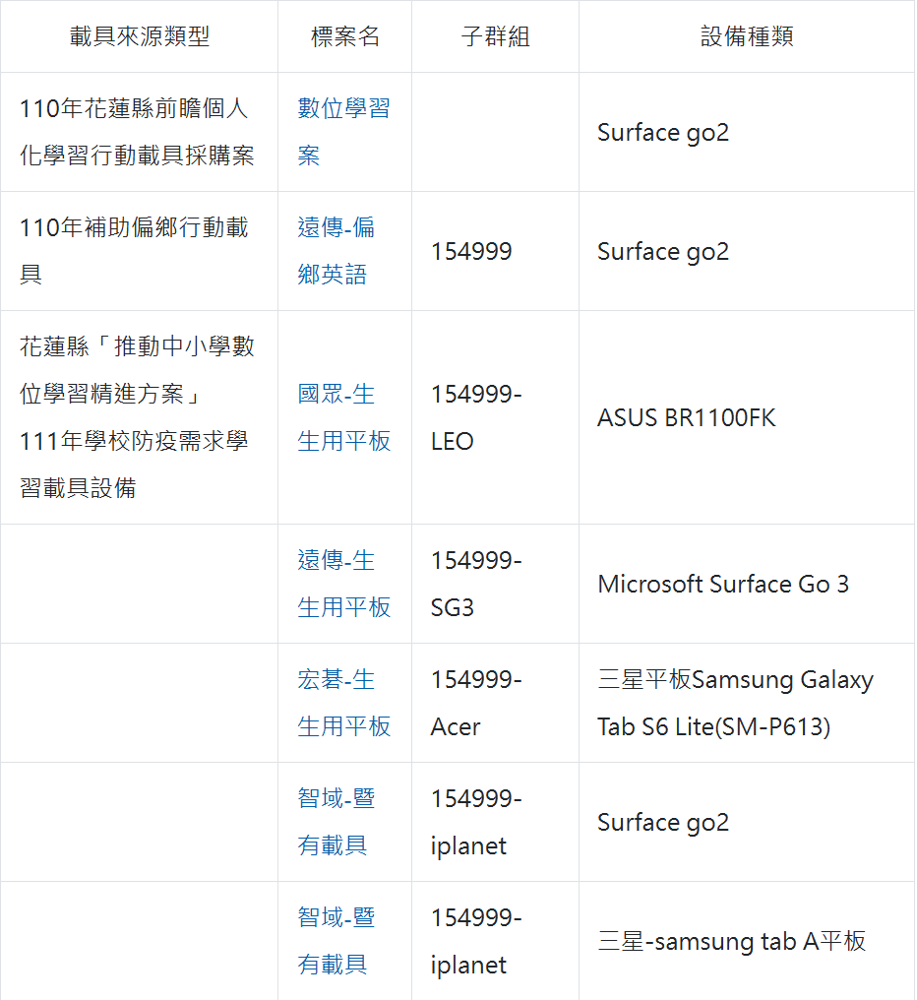 載具來源類型 標案名 子群組 設備種類
110年花蓮縣前瞻個人
化學習行動載具採購案
數位學習
案
Surface go2
110年補助偏鄉行動載
具
遠傳-偏
鄉英語
154999
Surface go2
花蓮縣「推動中小學數
位學習精進方案」
111年學校防疫需求學
習載具設備
國眾-生
生用平板
154999-
LEO
ASUS BR1100FK
遠傳-生
生用平板
154999-
SG3
Microsoft Surface Go 3
宏碁-生
生用平板
154999-
Acer
三星平板Samsung Galaxy
Tab S6 Lite(SM-P613)
智域-暨
有載具
154999-
iplanet
Surface go2
智域-暨
有載具
154999-
iplanet
三星-samsung tab A平板